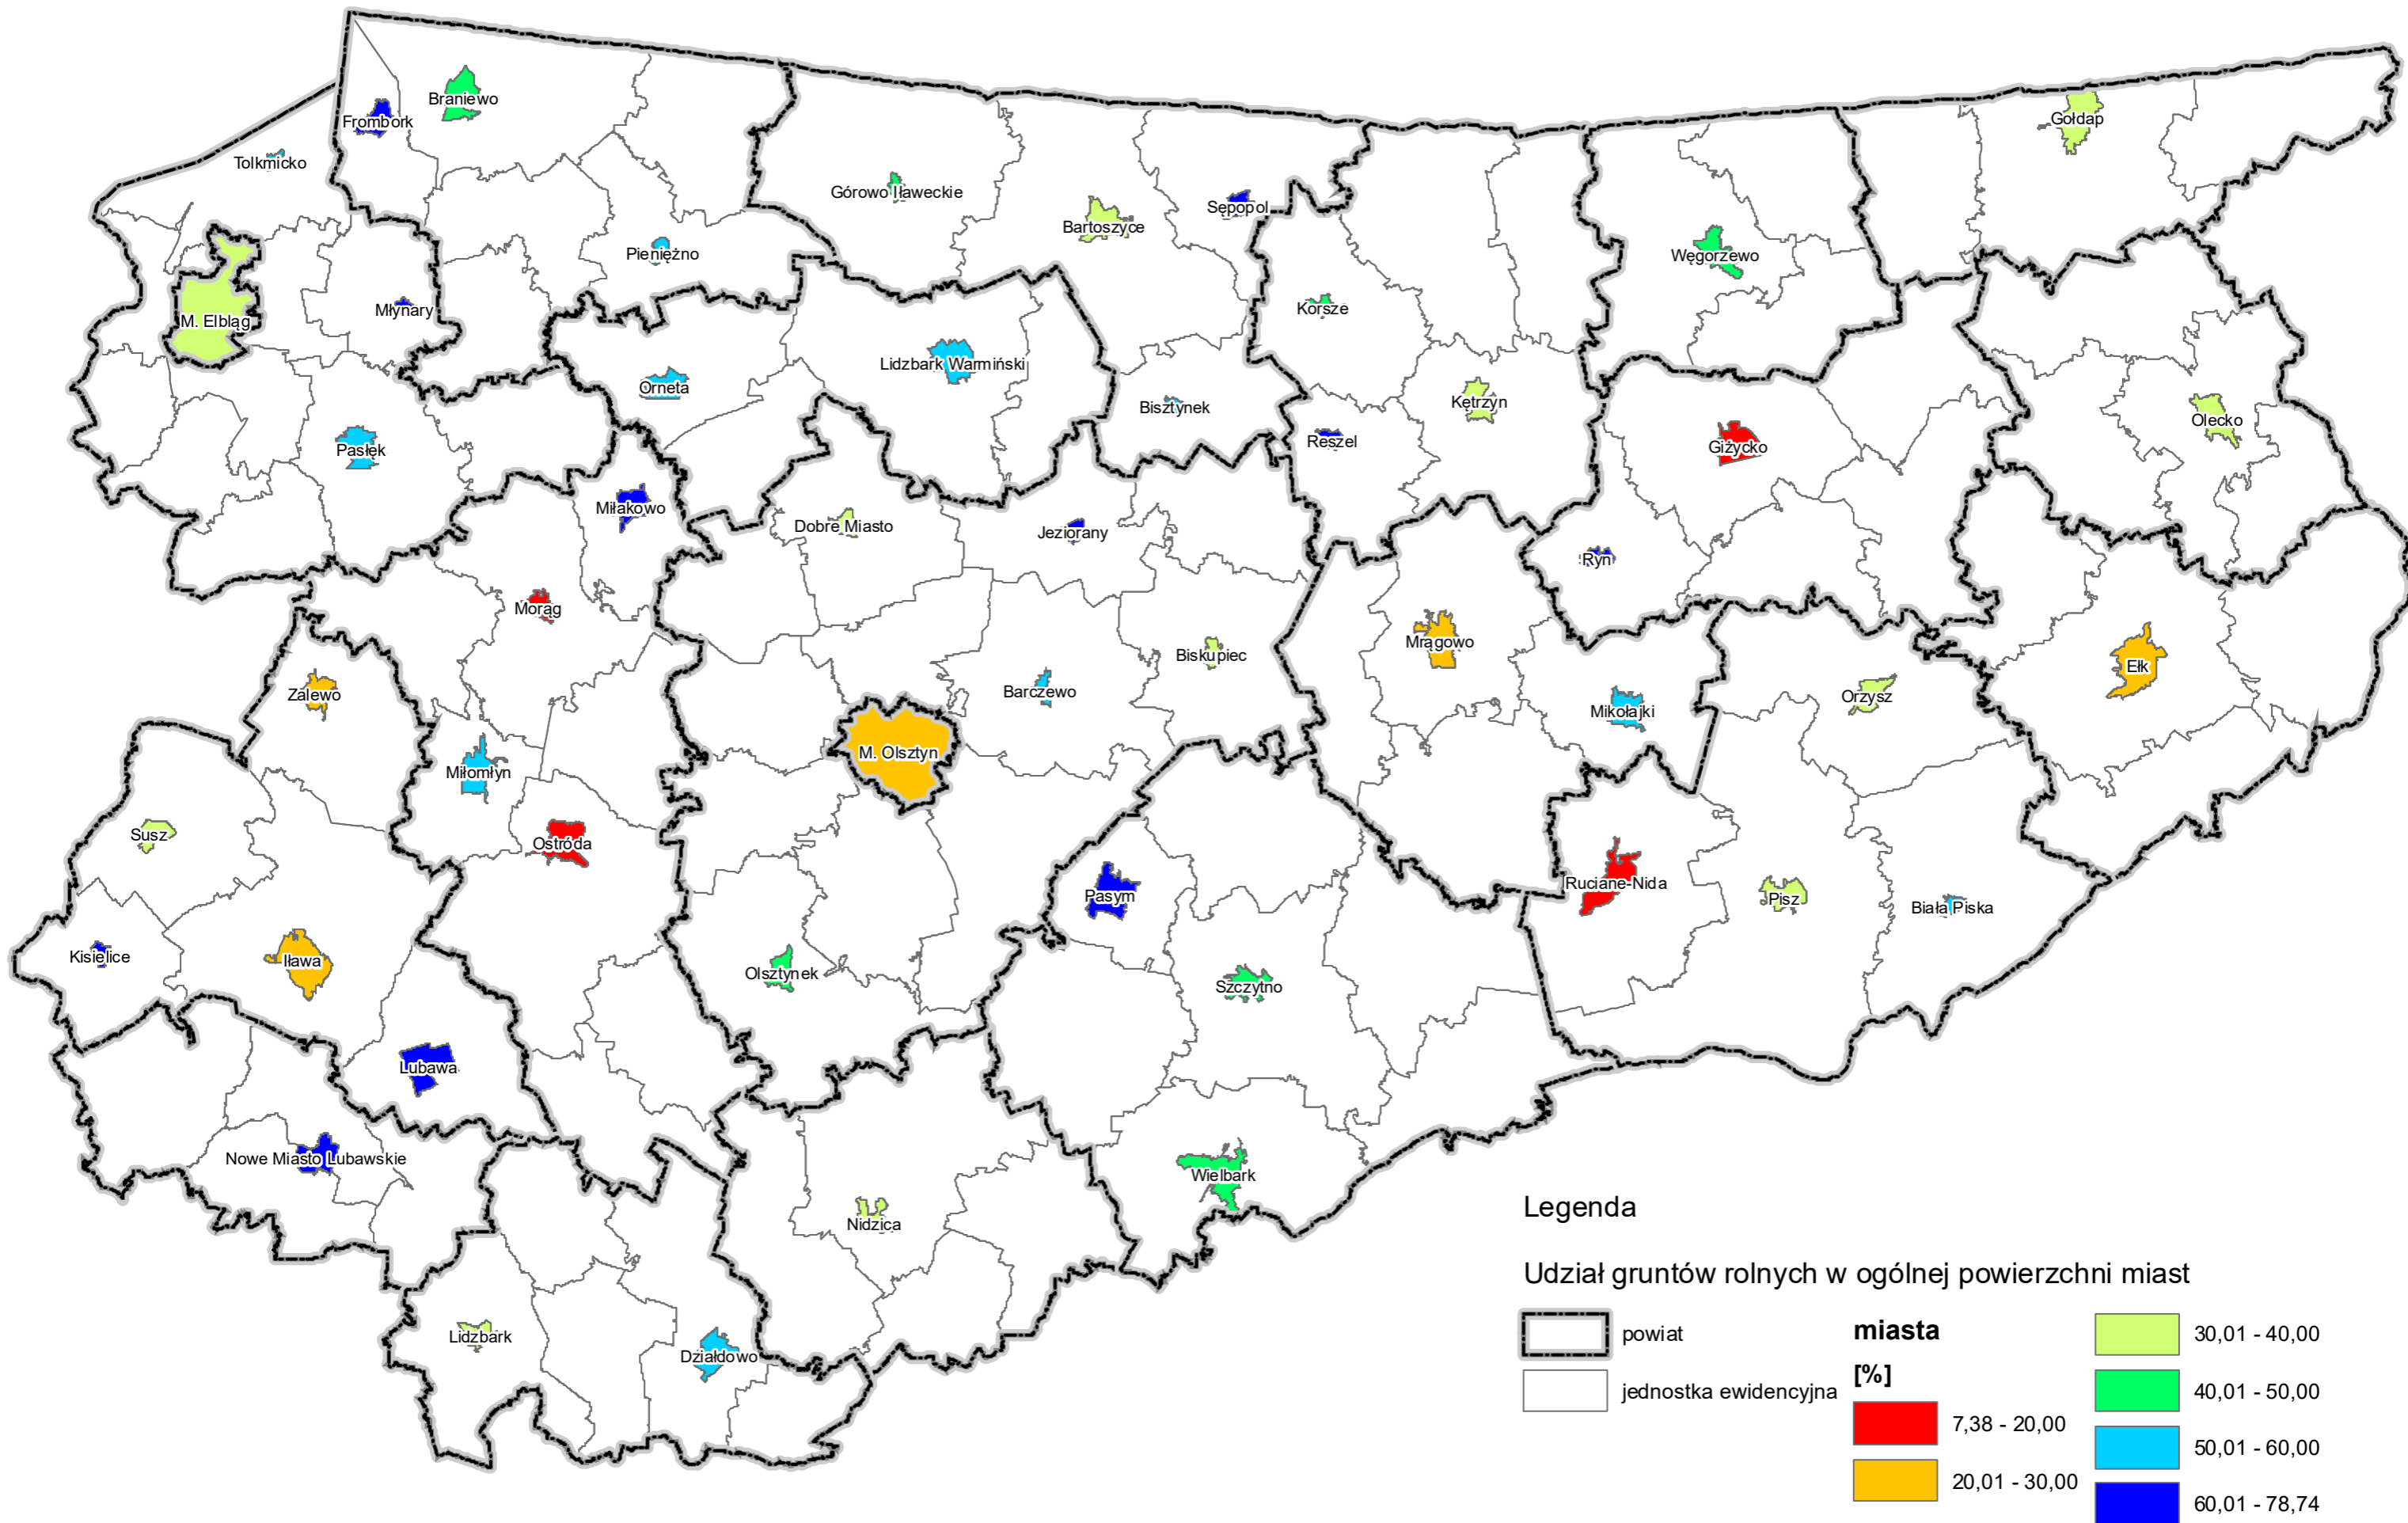 Frombork
Braniewo
Gołdap
Tolkmicko
Górowo Iławeckie
Bartoszyce
Sępopol
Pieniężno
Węgorzewo
Młynary
M. Elbląg
Korsze
Lidzbark Warmiński
Orneta
Bisztynek
Kętrzyn
Olecko
Pasłęk
Reszel
Giżycko
Miłakowo
Dobre Miasto
Jeziorany
Ryn
Morąg
Mrągowo
Biskupiec
Ełk
Zalewo
Barczewo
Orzysz
Mikołajki
M. Olsztyn
Miłomłyn
Susz
Ostróda
Ruciane-Nida
Pasym
Pisz
Biała Piska
Kisielice
Iława
Olsztynek
Szczytno
Lubawa
Nowe Miasto Lubawskie
Wielbark
Nidzica
Lidzbark
Działdowo
Legenda
Udział gruntów rolnych w ogólnej powierzchni miast
powiat
jednostka ewidencyjna
miasta
[%]
7,38 - 20,00
20,01 - 30,00
30,01 - 40,00
40,01 - 50,00
50,01 - 60,00
60,01 - 78,74